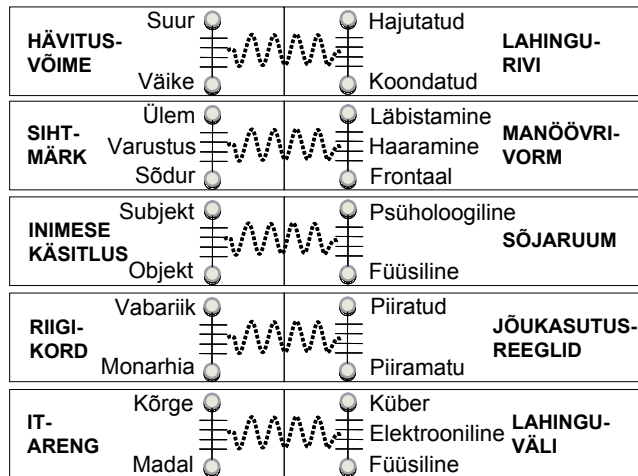 HÄVITUS-
VÕIME
Suur
Väike
Hajutatud
Koondatud
LAHINGU-
RIVI
SIHT-
MÄRK
Ülem
Varustus
Sõdur
Läbistamine
Haaramine
Frontaal
MANÖÖVRI-
VORM
INIMESE
KÄSITLUS
Subjekt
Objekt
Psüholoogiline
Füüsiline
SÕJARUUM
RIIGI-
KORD
Vabariik
Monarhia
Piiratud
Piiramatu
JÕUKASUTUS-
REEGLID
IT-
ARENG
Kõrge
Madal
Küber
Elektrooniline
Füüsiline
LAHINGU-
VÄLI